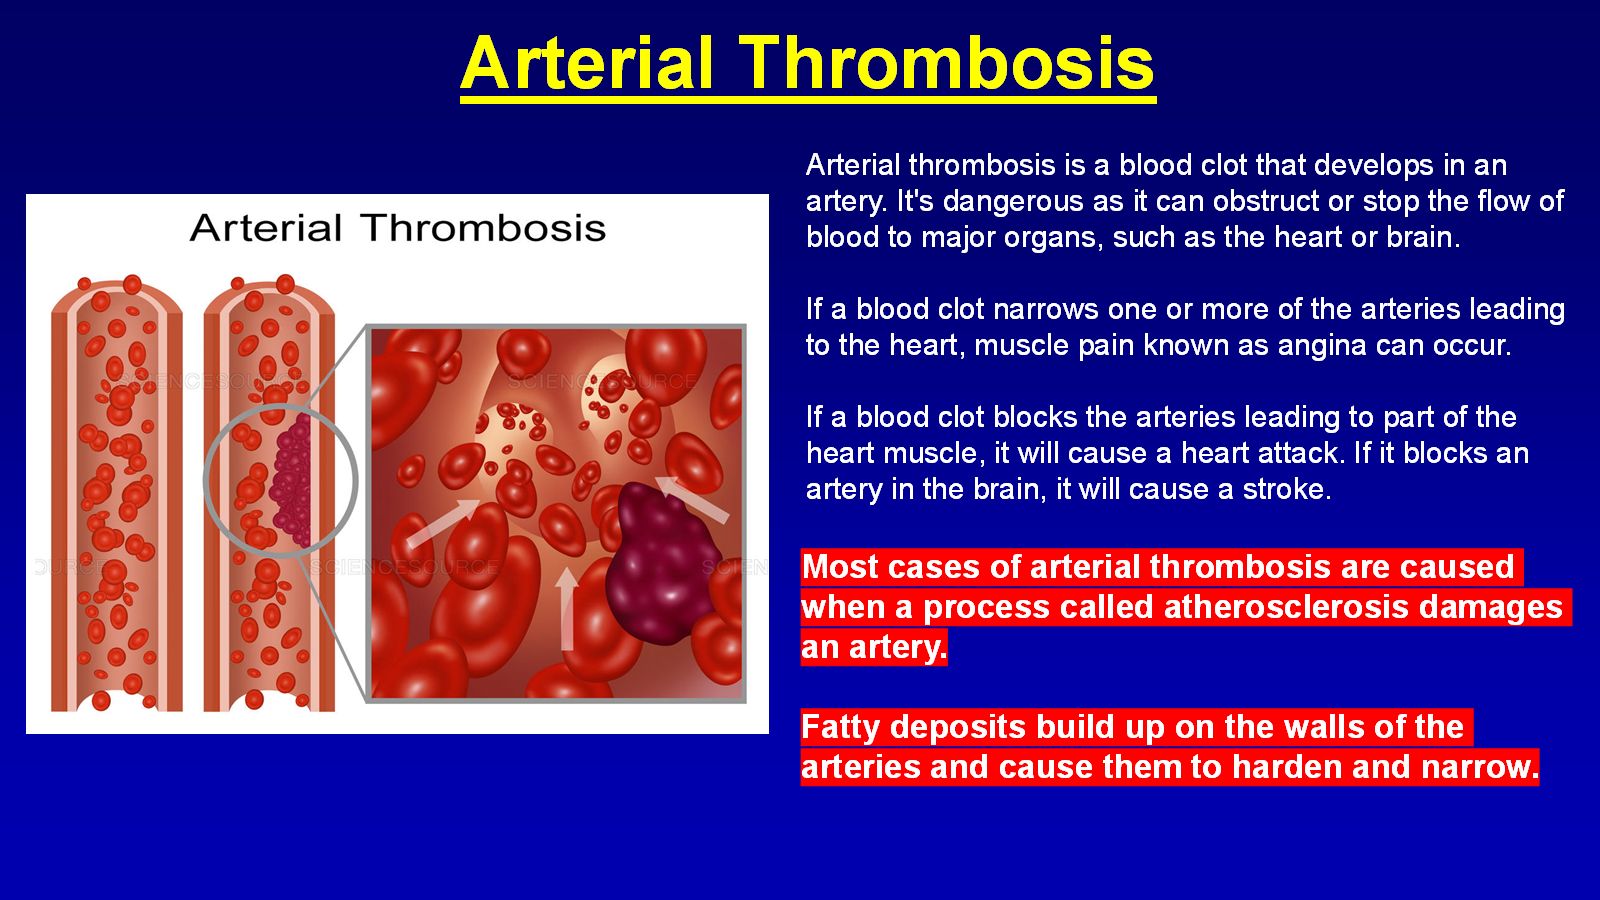 Arterial Thrombosis
Arterial Thrombosis
SCIENCESOURCE
SCIENCESOURCE
OURCE
SCIENCESOURCE
SCIEN
Arterial thrombosis is a blood clot that develops in an
artery. It's dangerous as it can obstruct or stop the flow of
blood to major organs, such as the heart or brain.
If a blood clot narrows one or more of the arteries leading
to the heart, muscle pain known as angina can occur.
If a blood clot blocks the arteries leading to part of the
heart muscle, it will cause a heart attack. If it blocks an
artery in the brain, it will cause a stroke.
Most cases of arterial thrombosis are caused
when a process called atherosclerosis damages
an artery.
Fatty deposits build up on the walls of the
arteries and cause them to harden and narrow.